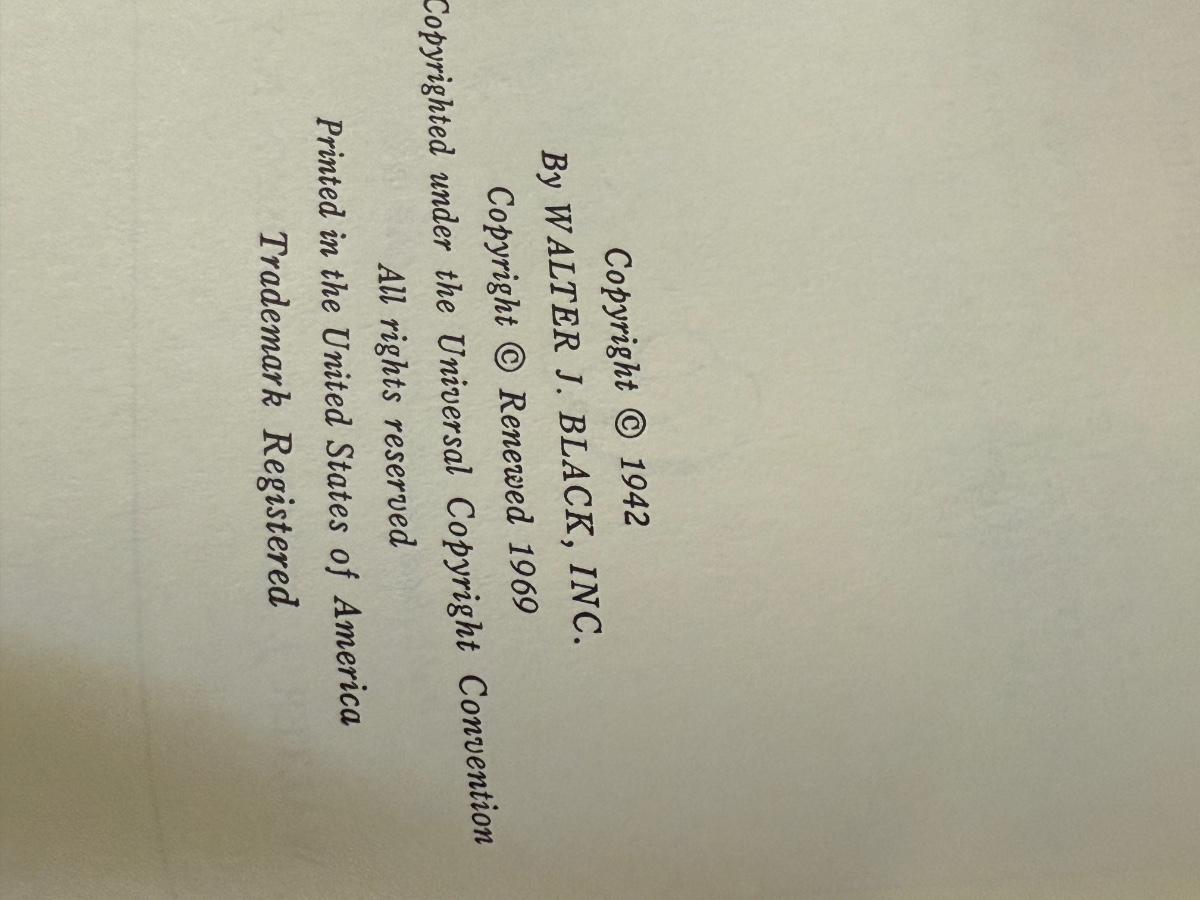 Copyright © 1942
By WALTER J. BLACK, INC.
Copyright © Renewed 1969
Copyrighted under the Universal Copyright Convention
All rights reserved
Printed in the United States of America
Trademark Registered